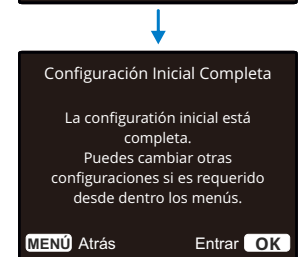 Configuración Inicial Completa
La configuratión inicial está
completa.
Puedes cambiar otras
configuraciones si es requerido
desde dentro los menús.
MENÚ Atrás Entrar OK